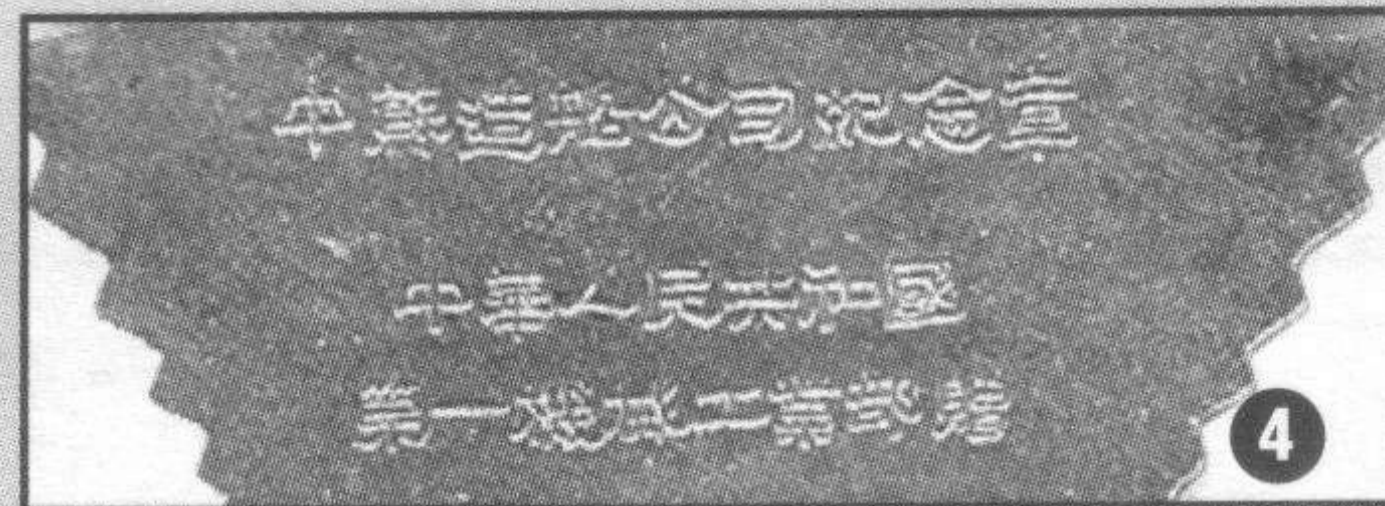 中蘇造船公司紀念章
中華人民共和國
第一機械工業部贈
4